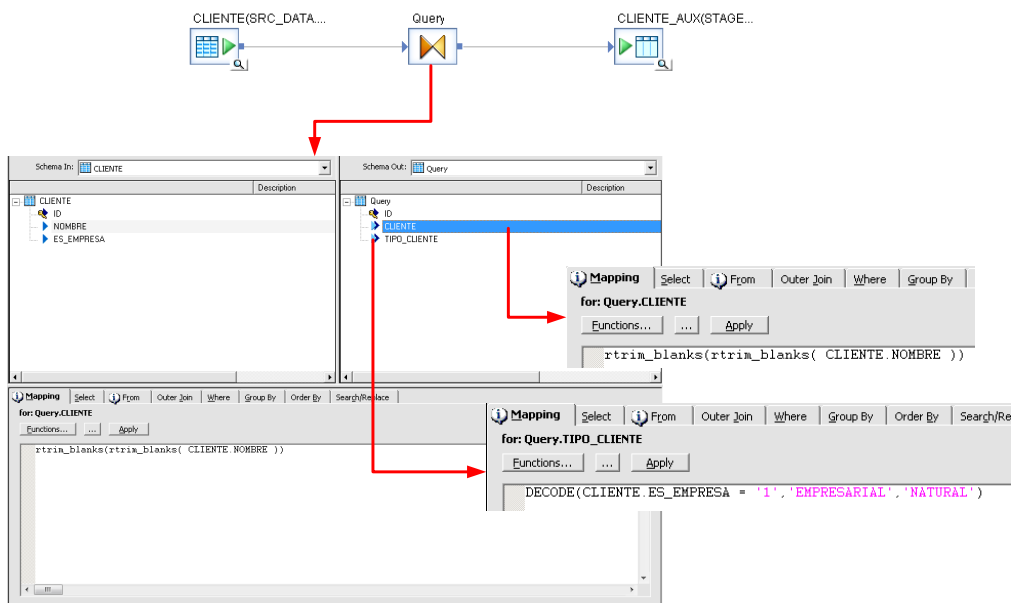 CLIENTE(SRC_DATA.... Query CLIENTE_AUX(STAGE...
Schema In: CLIENTE
Description
CLIENTE
ID
NOMBRE
ES_EMPRESA
Schema Out: Query
Description
Query
ID
CLIENTE
TIPO_CLIENTE
Mapping Select From Outer Join Where Group By
for: Query.CLIENTE
Functions... ... Apply
rtrim_blanks(rtrim_blanks( CLIENTE.NOMBRE ))
Mapping Select From Outer Join Where Group By Order By Search/Replace
for: Query.CLIENTE
Functions... ... Apply
rtrim_blanks(rtrim_blanks( CLIENTE.NOMBRE ))
Mapping Select From Outer Join Where Group By Order By Search/Re
for: Query.TIPO_CLIENTE
Functions... ... Apply
DECODE(CLIENTE.ES_EMPRESA = '1','EMPRESARIAL','NATURAL')